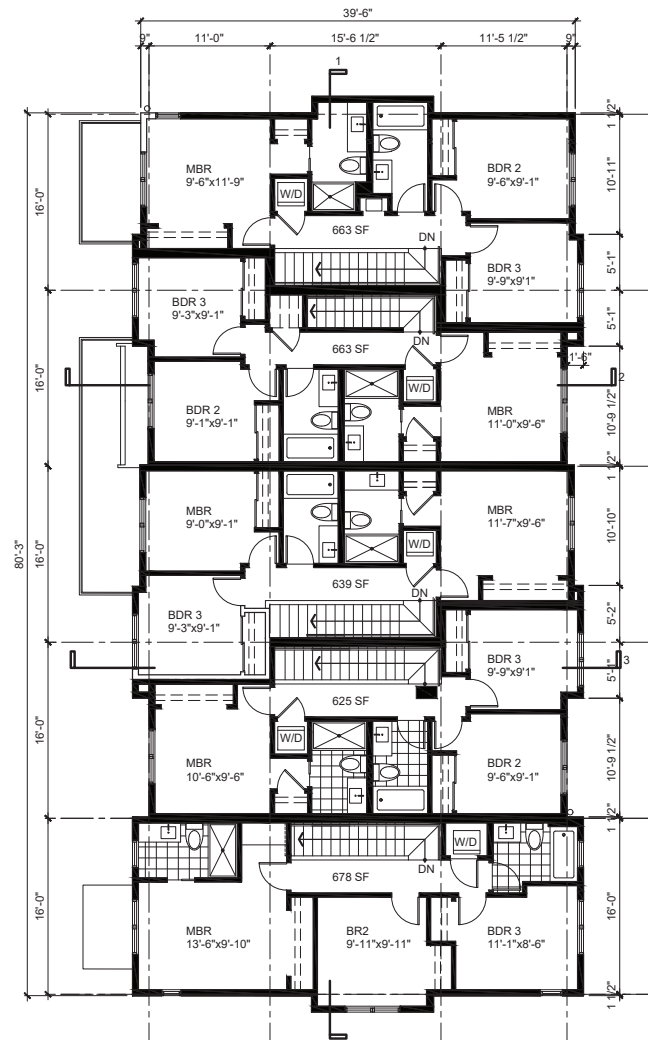 39'-6"
9" 11'-0" 15'-6 1/2" 11'-5 1/2" 9"
1
1 1/2"
MBR
9'-6"x11'-9"
BDR 2
9'-6"x9'-1"
10'-11"
16'-0"
W/D
663 SF
DN
BDR 3
9'-9"x9'1"
5'-1"
BDR 3
9'-3"x9'-1"
5'-1"
663 SF
DN
1'-6"
W/D
2
16'-0"
BDR 2
9'-1"x9'-1"
MBR
11'-0"x9'-6"
10'-9 1/2"
1 1/2"
MBR
9'-0"x9'-1"
MBR
11'-7"x9'-6"
10'-10"
80'-3"
16'-0"
W/D
639 SF
DN
BDR 3
9'-3"x9'-1"
5'-2"
BDR 3
9'-9"x9'1"
3
5'-1"
625 SF
DN
16'-0"
W/D
MBR
10'-6"x9'-6"
BDR 2
9'-6"x9'-1"
10'-9 1/2"
1 1/2"
W/D
678 SF
DN
16'-0"
16'-0"
MBR
13'-6"x9'-10"
BR2
9'-11"x9'-11"
BDR 3
11'-1"x8'-6"
1 1/2"